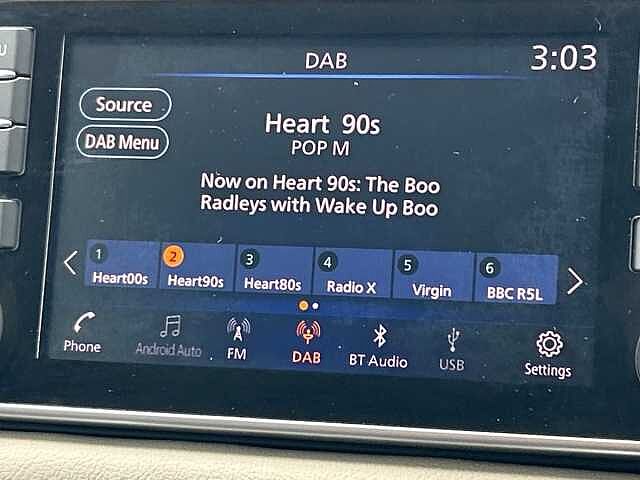 DAB
3:03
Source
Heart 90s
DAB Menu
POP M
Now on Heart 90s: The Boo
Radleys with Wake Up Boo
1 Heart00s
2 Heart90s
3 Heart80s
4 Radio X
5 Virgin
6 BBC R5L
Phone
Android Auto
FM
DAB
BT Audio
USB
Settings